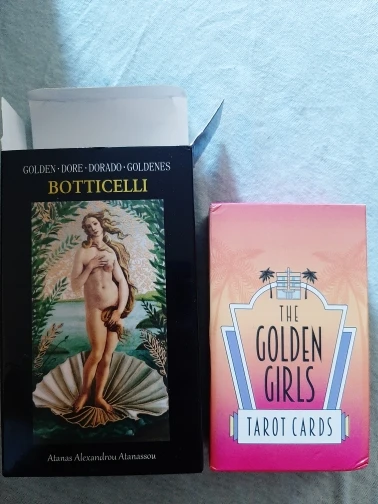 GOLDEN · DORE · DORADO · GOLDENES
BOTTICELLI
Atanas Alexandrou Atanassou
THE
GOLDEN
GIRLS
TAROT CARDS